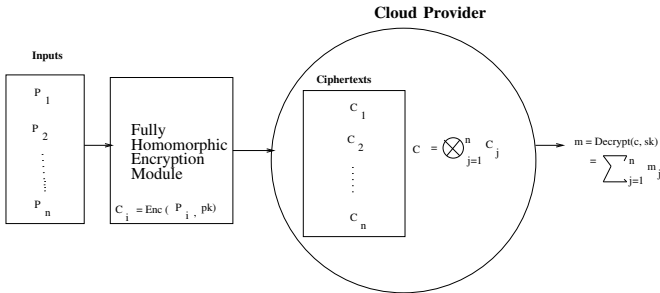 Cloud Provider
Inputs
P 1
P 2
P n
Fully
Homomorphic
Encryption
Module
C i = Enc ( P i , pk)
Ciphertexts
C 1
C 2
C n
C = ⊗ n j=1 C j
m = Decrypt(c, sk)
= ∑ n j=1 m j